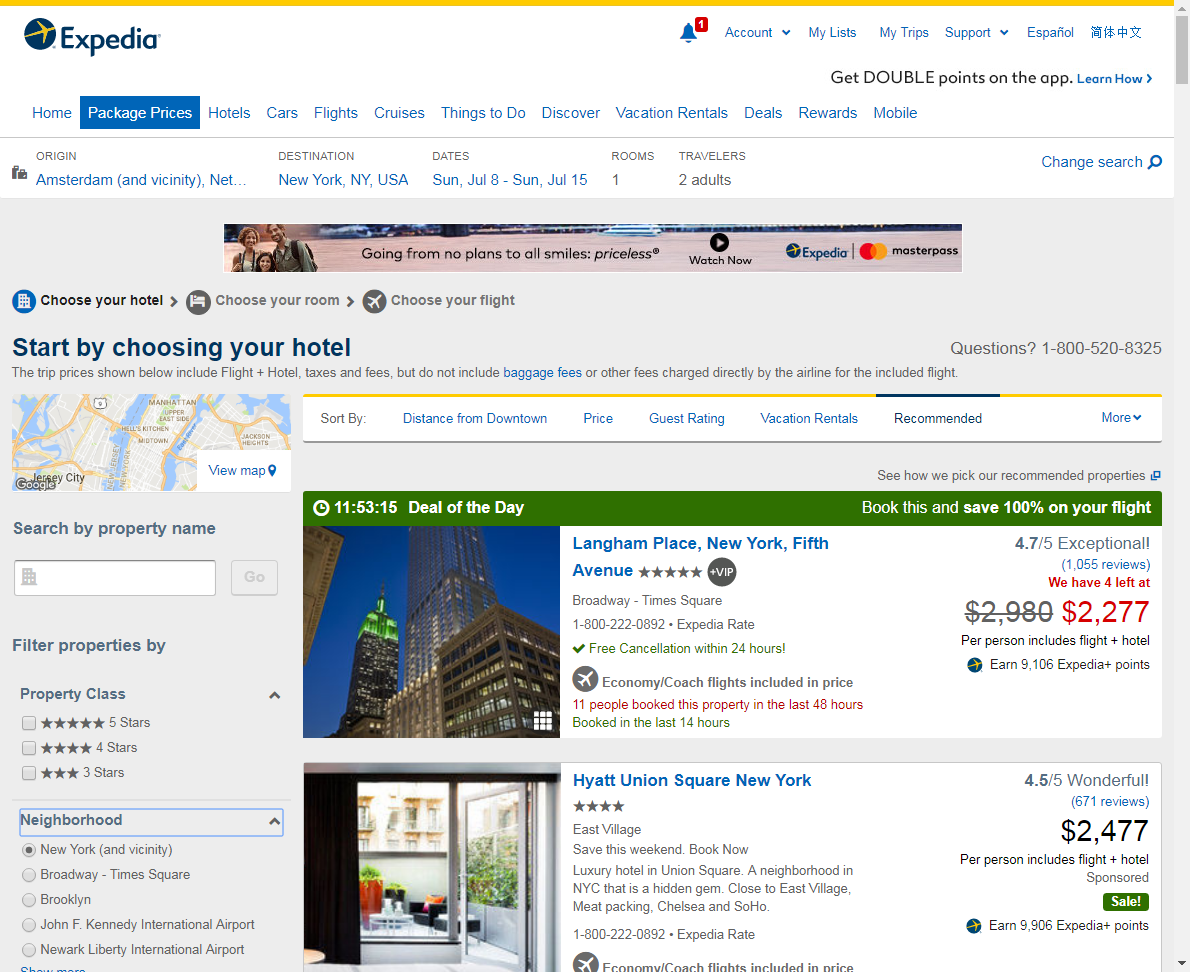 Expedia
1
Account
My Lists
My Trips
Support
Español
简体中文
Get DOUBLE points on the app. Learn How
Home
Package Prices
Hotels
Cars
Flights
Cruises
Things to Do
Discover
Vacation Rentals
Deals
Rewards
Mobile
ORIGIN
Amsterdam (and vicinity), Net...
DESTINATION
New York, NY, USA
DATES
Sun, Jul 8 - Sun, Jul 15
ROOMS
1
TRAVELERS
2 adults
Change search
Going from no plans to all smiles: priceless®
Watch Now
Expedia
masterpass
Choose your hotel
Choose your room
Choose your flight
Start by choosing your hotel
Questions? 1-800-520-8325
The trip prices shown below include Flight + Hotel, taxes and fees, but do not include baggage fees or other fees charged directly by the airline for the included flight.
9
MANHATTAN
UPPER
EAST SIDE
HELL'S KITCHEN
MIDTOWN
JACKSON
HEIGHTS
NEW JERSEY
NEW YORK
East River
Jersey City
Google
View map
Search by property name
Go
Filter properties by
Property Class
★★★★★ 5 Stars
★★★★ 4 Stars
★★★ 3 Stars
Neighborhood
New York (and vicinity)
Broadway - Times Square
Brooklyn
John F. Kennedy International Airport
Newark Liberty International Airport
Show more
Sort By:
Distance from Downtown
Price
Guest Rating
Vacation Rentals
Recommended
More
See how we pick our recommended properties
11:53:15 Deal of the Day
Book this and save 100% on your flight
Langham Place, New York, Fifth
Avenue ★★★★★ +VIP
Broadway - Times Square
1-800-222-0892 • Expedia Rate
Free Cancellation within 24 hours!
Economy/Coach flights included in price
11 people booked this property in the last 48 hours
Booked in the last 14 hours
4.7/5 Exceptional!
(1,055 reviews)
We have 4 left at
$2,980 $2,277
Per person includes flight + hotel
Earn 9,106 Expedia+ points
Hyatt Union Square New York
★★★★
East Village
Save this weekend. Book Now
Luxury hotel in Union Square. A neighborhood in
NYC that is a hidden gem. Close to East Village,
Meat packing, Chelsea and SoHo.
1-800-222-0892 • Expedia Rate
Economy/Coach flights included in price
4.5/5 Wonderful!
(671 reviews)
$2,477
Per person includes flight + hotel
Sponsored
Sale!
Earn 9,906 Expedia+ points